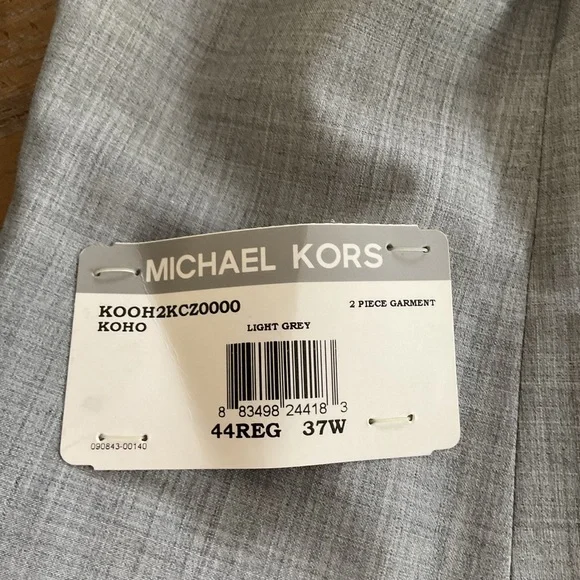 MICHAEL KORS
KOOH2KCZ0000
KOHO
2 PIECE GARMENT
LIGHT GREY
8 83498 24418 3
44REG 37W
090843-00140